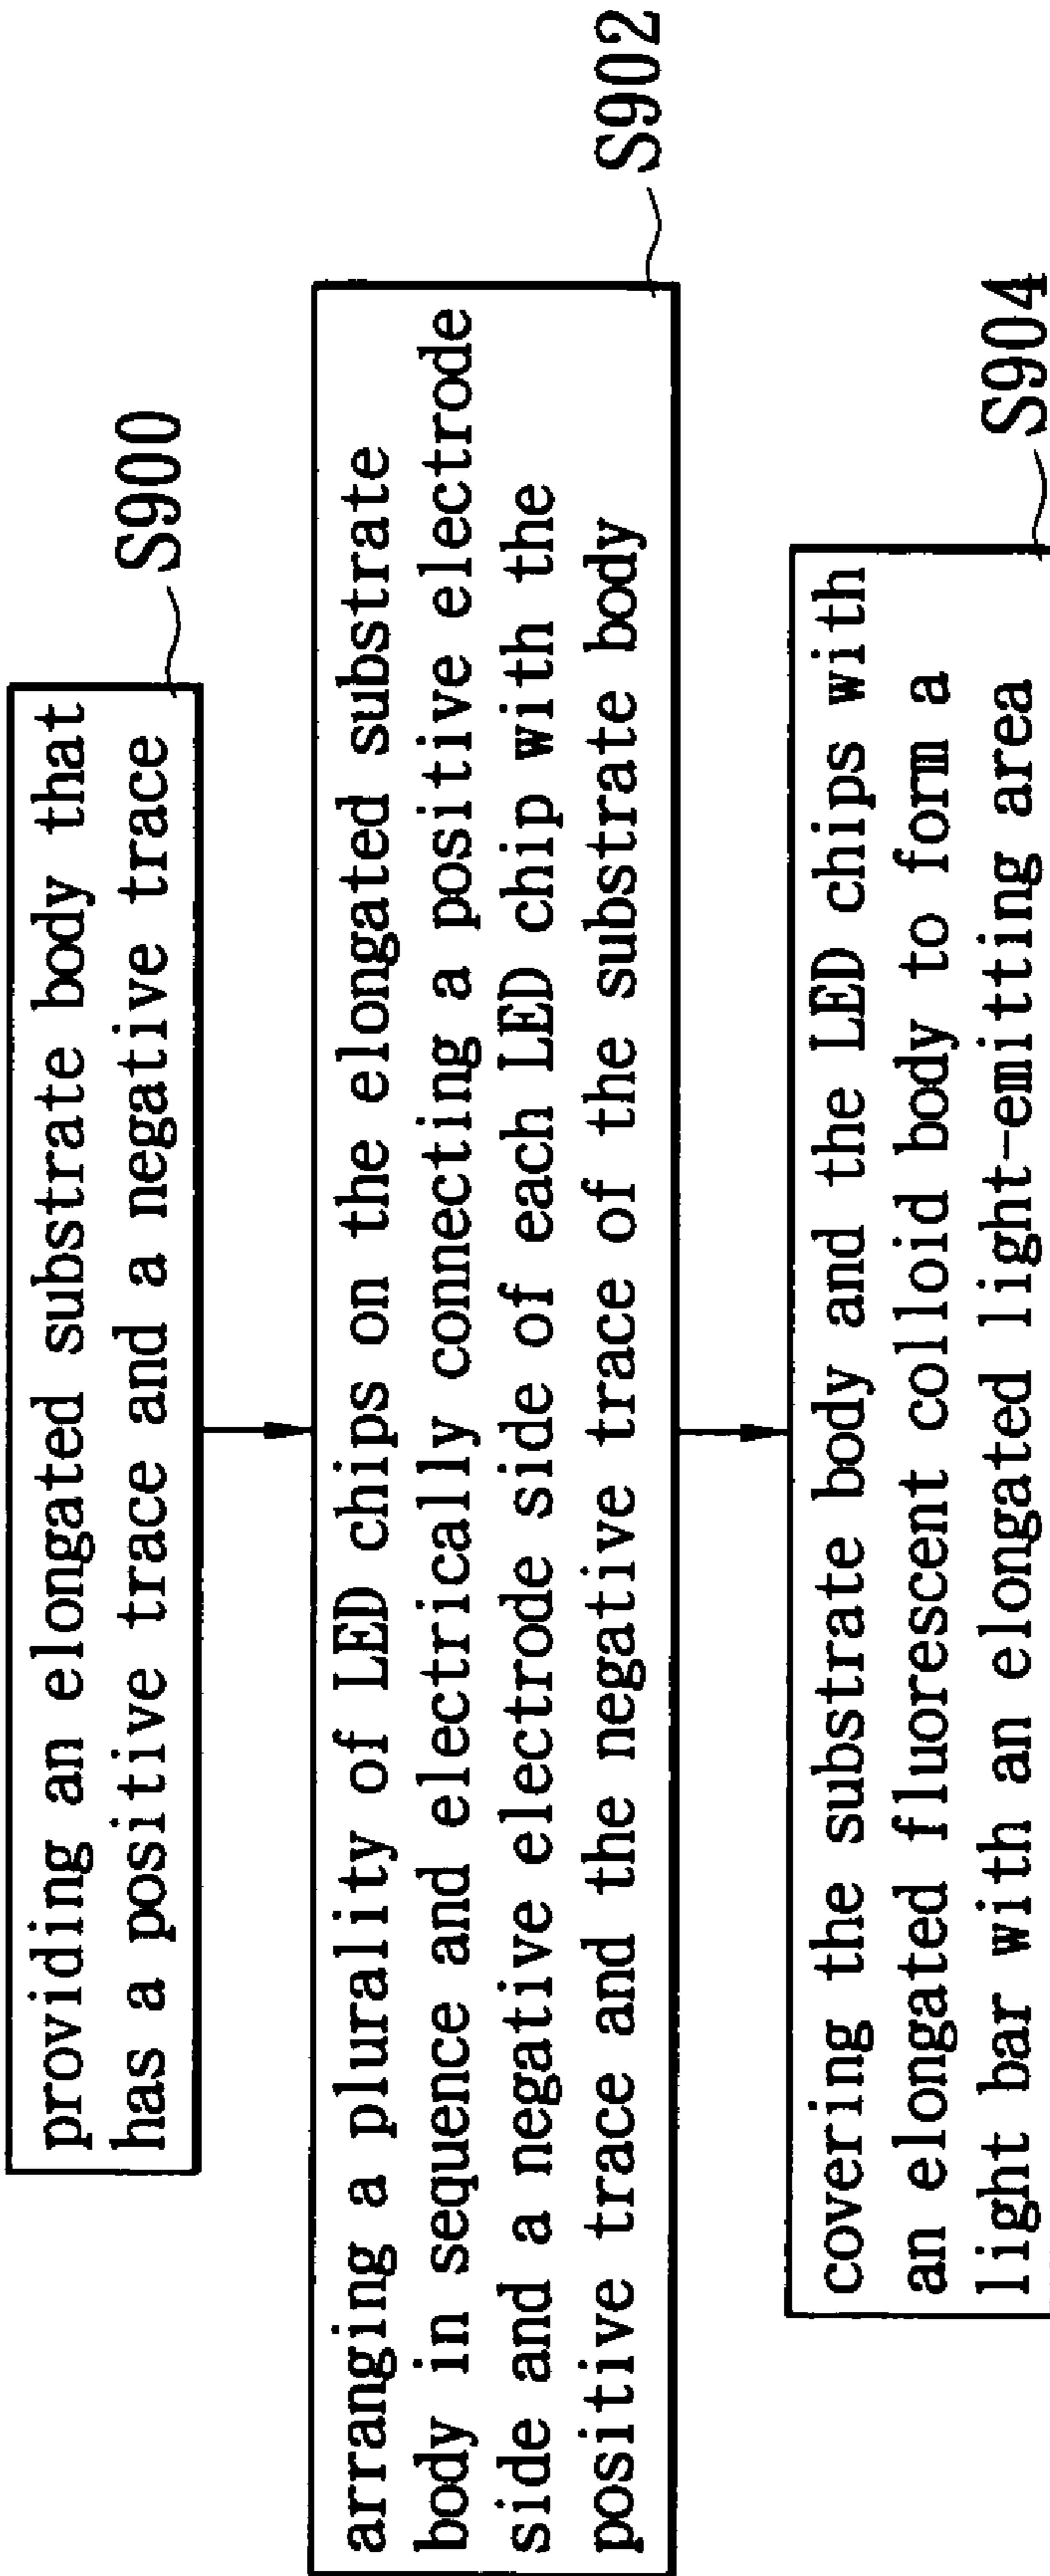 providing an elongated substrate body that
has a positive trace and a negative trace
S900
arranging a plurality of LED chips on the elongated substrate
body in sequence and electrically connecting a positive electrode
side and a negative electrode side of each LED chip with the
positive trace and the negative trace of the substrate body
S902
covering the substrate body and the LED chips with
an elongated fluorescent colloid body to form a
light bar with an elongated light-emitting area
S904